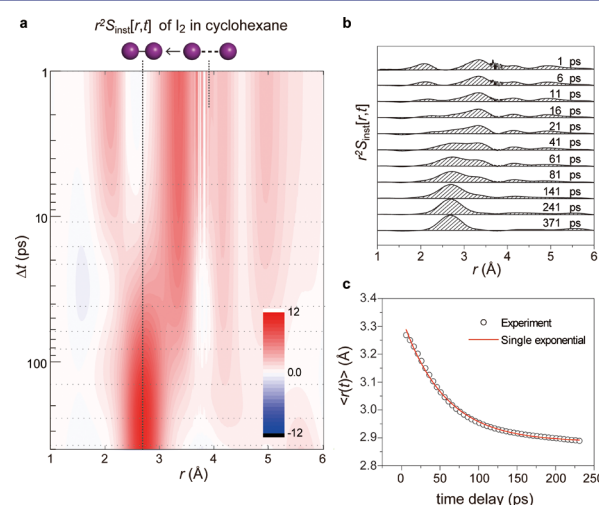 a
r²S_inst[r,t] of I₂ in cyclohexane
1
10
100
Δt (ps)
12
0.0
-12
1 2 3 4 5 6
r (Å)
b
r²S_inst[r,t]
1 ps
6 ps
11 ps
16 ps
21 ps
41 ps
61 ps
81 ps
141 ps
241 ps
371 ps
1 2 3 4 5 6
r (Å)
c
3.4
3.3
3.2
3.1
3.0
2.9
2.8
<r(t)> (Å)
Experiment
Single exponential
0 50 100 150 200 250
time delay (ps)